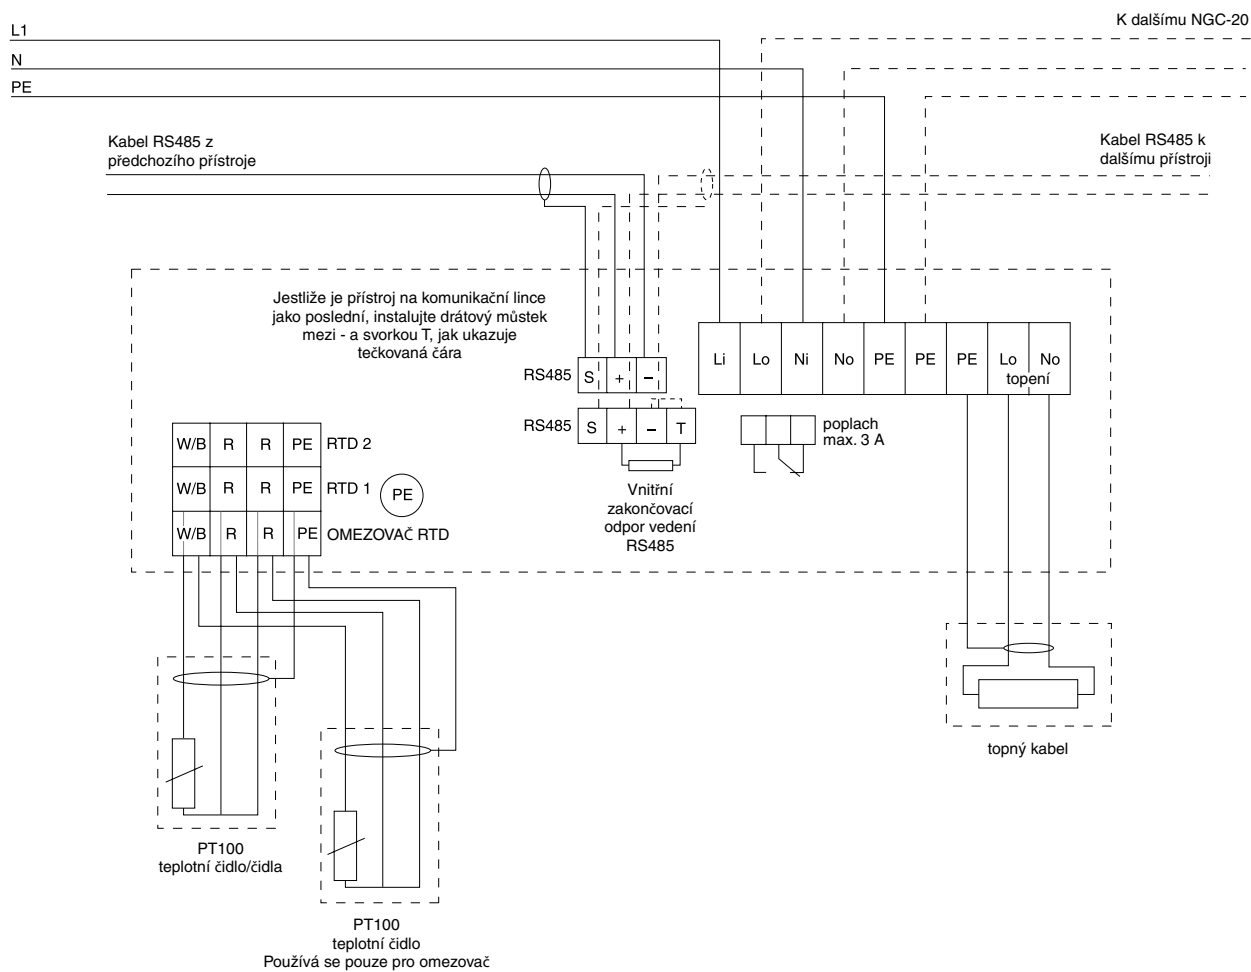 K dalšímu NGC-20
L1
N
PE
Kabel RS485 z
předchozího přístroje
Kabel RS485 k
dalšímu přístroji
Jestliže je přístroj na komunikační lince
jako poslední, instalujte drátový můstek
mezi - a svorkou T, jak ukazuje
tečkovaná čára
Li Lo Ni No PE PE PE Lo No
topení
RS485 S + –
RS485 S + – T
poplach
max. 3 A
W/B R R PE RTD 2
W/B R R PE RTD 1 PE
W/B R R PE OMEZOVAČ RTD
Vnitřní
zakončovací
odpor vedení
RS485
topný kabel
PT100
teplotní čidlo/čidla
PT100
teplotní čidlo
Používá se pouze pro omezovač